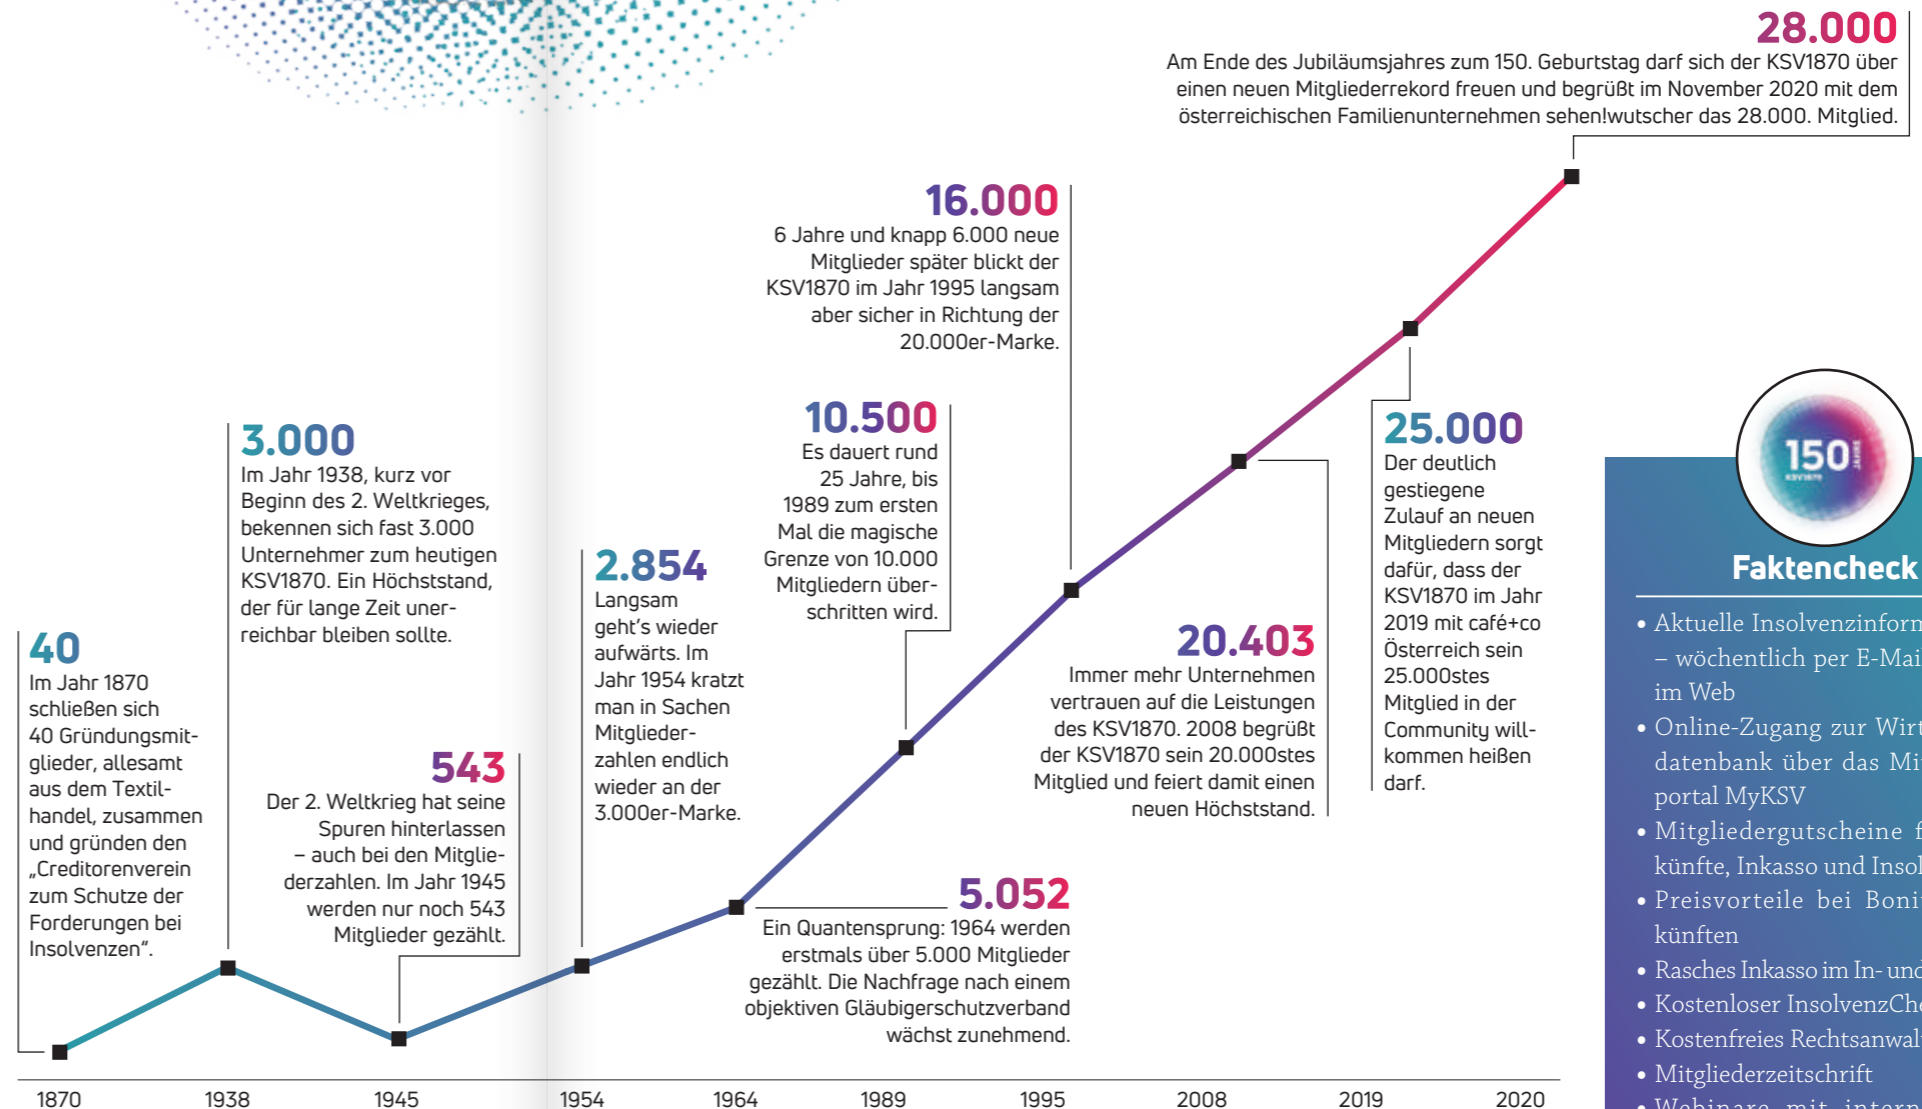 28.000
Am Ende des Jubiläumsjahres zum 150. Geburtstag darf sich der KSV1870 über
einen neuen Mitgliederrekord freuen und begrüßt im November 2020 mit dem
österreichischen Familienunternehmen sehen!wutscher das 28.000. Mitglied.
16.000
6 Jahre und knapp 6.000 neue
Mitglieder später blickt der
KSV1870 im Jahr 1995 langsam
aber sicher in Richtung der
20.000er-Marke.
10.500
Es dauert rund
25 Jahre, bis
1989 zum ersten
Mal die magische
Grenze von 10.000
Mitgliedern über-
schritten wird.
3.000
Im Jahr 1938, kurz vor
Beginn des 2. Weltkrieges,
bekennen sich fast 3.000
Unternehmer zum heutigen
KSV1870. Ein Höchststand,
der für lange Zeit uner-
reichbar bleiben sollte.
2.854
Langsam
geht's wieder
aufwärts. Im
Jahr 1954 kratzt
man in Sachen
Mitglieder-
zahlen endlich
wieder an der
3.000er-Marke.
40
Im Jahr 1870
schließen sich
40 Gründungsmit-
glieder, allesamt
aus dem Textil-
handel, zusammen
und gründen den
„Creditorenverein
zum Schutze der
Forderungen bei
Insolvenzen“.
543
Der 2. Weltkrieg hat seine
Spuren hinterlassen
– auch bei den Mitglie-
derzahlen. Im Jahr 1945
werden nur noch 543
Mitglieder gezählt.
5.052
Ein Quantensprung: 1964 werden
erstmals über 5.000 Mitglieder
gezählt. Die Nachfrage nach einem
objektiven Gläubigerschutzverband
wächst zunehmend.
20.403
Immer mehr Unternehmen
vertrauen auf die Leistungen
des KSV1870. 2008 begrüßt
der KSV1870 sein 20.000stes
Mitglied und feiert damit einen
neuen Höchststand.
25.000
Der deutlich
gestiegene
Zulauf an neuen
Mitgliedern sorgt
dafür, dass der
KSV1870 im Jahr
2019 mit café+co
Österreich sein
25.000stes
Mitglied in der
Community will-
kommen heißen
darf.
1870 1938 1945 1954 1964 1989 1995 2008 2019 2020
150 JAHRE
KSV1870
Faktencheck
• Aktuelle Insolvenzinforn
– wöchentlich per E-Mai
im Web
• Online-Zugang zur Wirt
datenbank über das Mi
portal MyKSV
• Mitgliedergutscheine f
künfte, Inkasso und Insol
• Preisvorteile bei Boni
künften
• Rasches Inkasso im In- und
• Kostenloser InsolvenzChe
• Kostenfreies Rechtsanwal
• Mitgliederzeitschrift
• Webinare mit intern